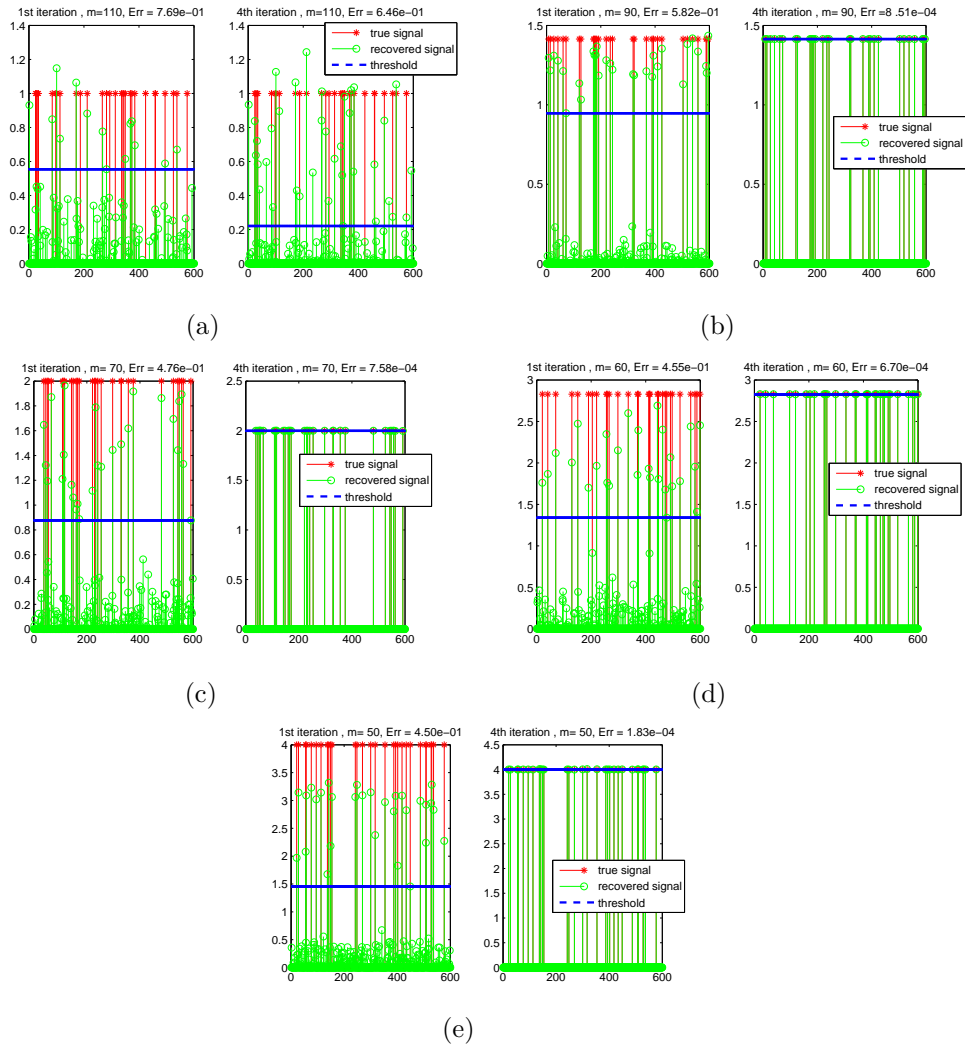 1st iteration , m=110, Err = 7.69e−01
4th iteration, m=110, Err = 6.46e−01
1.4
1.2
1
0.8
0.6
0.4
0.2
0
0 200 400 600
1.4
1.2
1
0.8
0.6
0.4
0.2
0
0 200 400 600
true signal
recovered signal
threshold
(a)
1st iteration, m= 90, Err = 5.82e−01
4th iteration , m= 90, Err =8 .51e−04
1.5
1
0.5
0
0 200 400 600
1.5
1
0.5
0
0 200 400 600
true signal
recovered signal
threshold
(b)
1st iteration , m= 70, Err = 4.76e−01
4th iteration , m= 70, Err = 7.58e−04
2
1.8
1.6
1.4
1.2
1
0.8
0.6
0.4
0.2
0
0 200 400 600
2.5
2
1.5
1
0.5
0
0 200 400 600
true signal
recovered signal
threshold
(c)
1st iteration , m= 60, Err = 4.55e−01
4th iteration , m= 60, Err = 6.70e−04
3
2.5
2
1.5
1
0.5
0
0 200 400 600
3
2.5
2
1.5
1
0.5
0
0 200 400 600
true signal
recovered signal
threshold
(d)
1st iteration , m= 50, Err = 4.50e−01
4th iteration , m= 50, Err = 1.83e−04
4
3.5
3
2.5
2
1.5
1
0.5
0
0 200 400 600
4.5
4
3.5
3
2.5
2
1.5
1
0.5
0
0 200 400 600
true signal
recovered signal
threshold
(e)